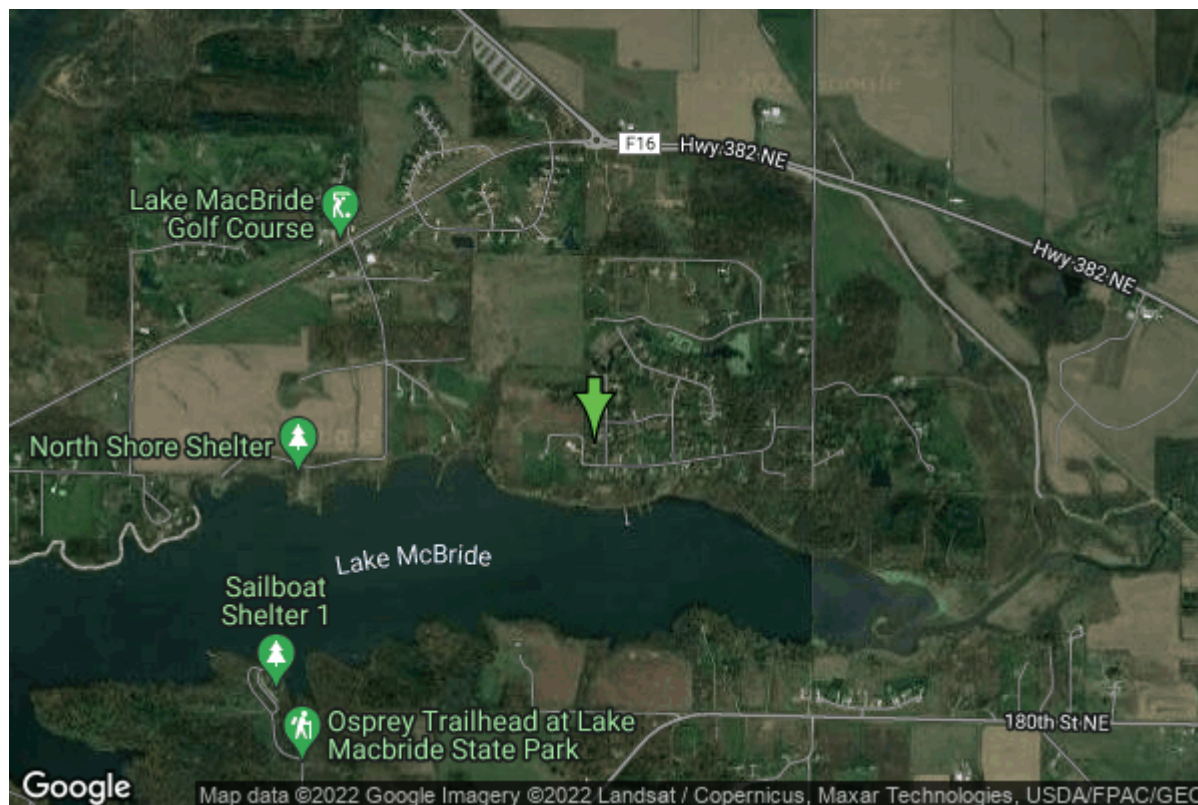 F16
Hwy 382 NE
Lake MacBride
Golf Course
Hwy 382 NE
North Shore Shelter
Lake McBride
Sailboat
Shelter 1
Osprey Trailhead at Lake
Macbride State Park
180th St NE
Google
Map data ©2022 Google Imagery ©2022 Landsat / Copernicus, Maxar Technologies, USDA/FPAC/GEO